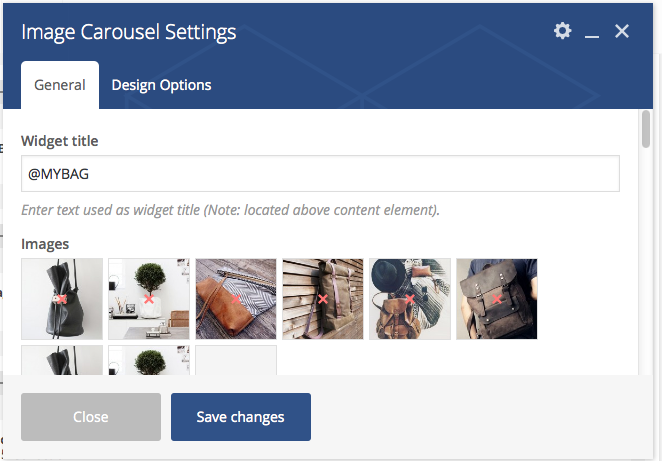 Image Carousel Settings
General
Design Options
Widget title
@MYBAG
Enter text used as widget title (Note: located above content element).
Images
Close
Save changes